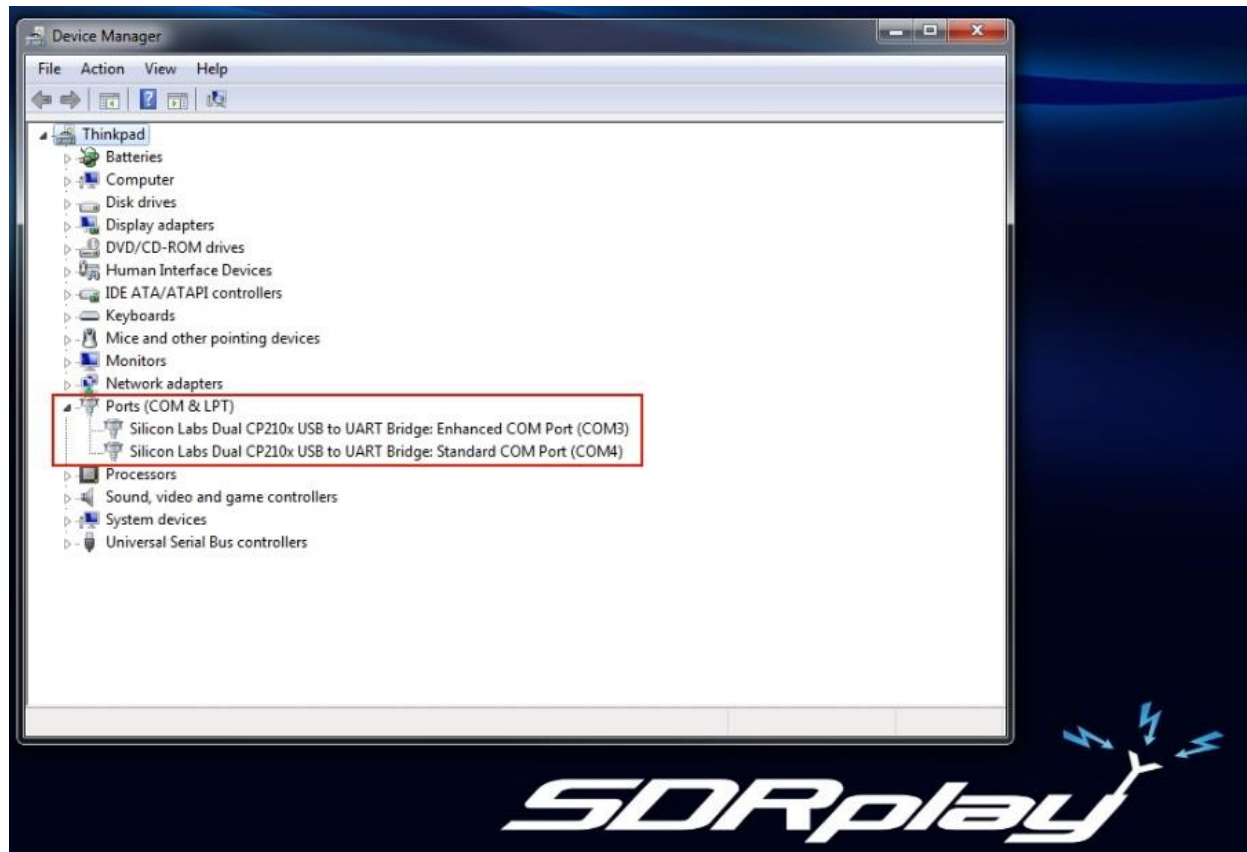 Device Manager
File Action View Help
Thinkpad
Batteries
Computer
Disk drives
Display adapters
DVD/CD-ROM drives
Human Interface Devices
IDE ATA/ATAPI controllers
Keyboards
Mice and other pointing devices
Monitors
Network adapters
Ports (COM & LPT)
Silicon Labs Dual CP210x USB to UART Bridge: Enhanced COM Port (COM3)
Silicon Labs Dual CP210x USB to UART Bridge: Standard COM Port (COM4)
Processors
Sound, video and game controllers
System devices
Universal Serial Bus controllers
SDRplay